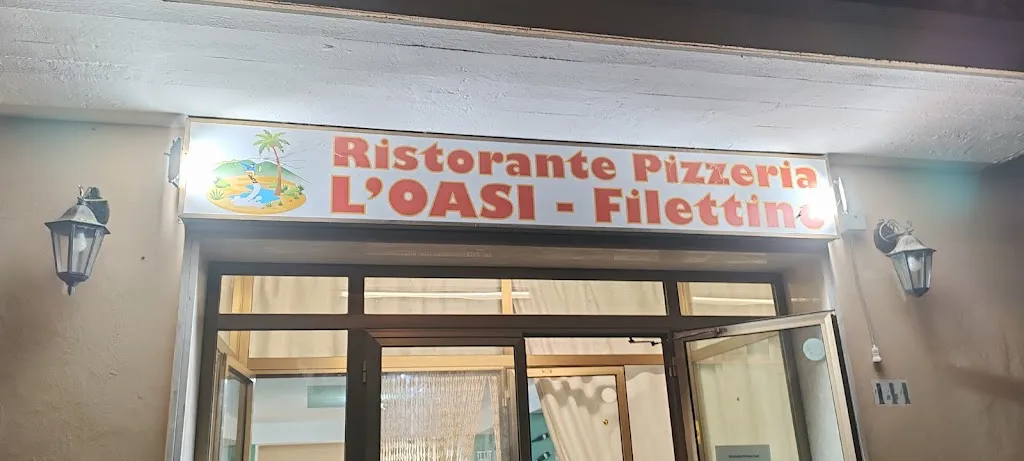 Ristorante Pizzeria
L'OASI - Filettino